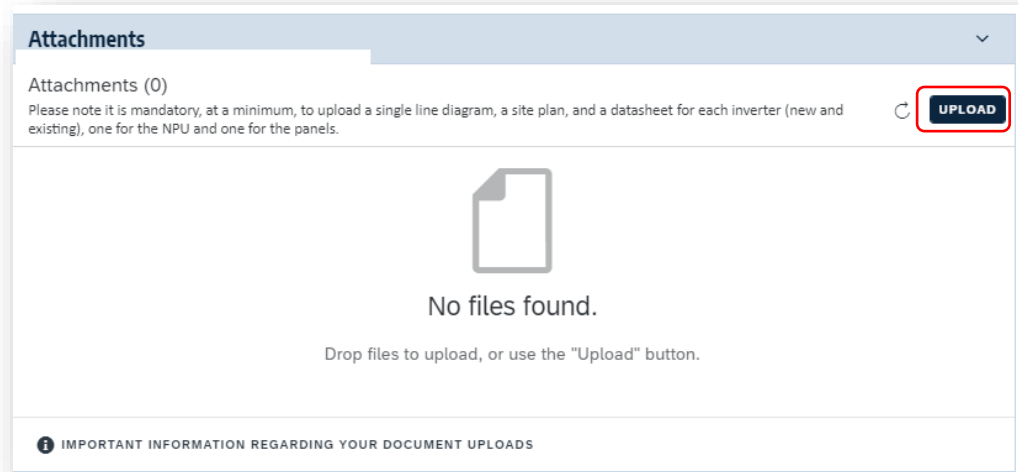 Attachments
Attachments (0)
Please note it is mandatory, at a minimum, to upload a single line diagram, a site plan, and a datasheet for each inverter (new and
existing), one for the NPU and one for the panels.
UPLOAD
No files found.
Drop files to upload, or use the "Upload" button.
IMPORTANT INFORMATION REGARDING YOUR DOCUMENT UPLOADS